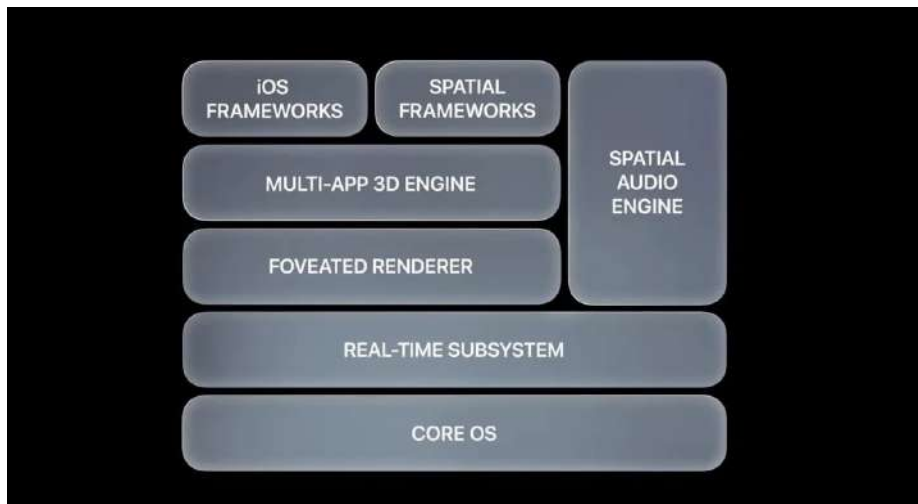 iOS
FRAMEWORKS
SPATIAL
FRAMEWORKS
SPATIAL
AUDIO
ENGINE
MULTI-APP 3D ENGINE
FOVEATED RENDERER
REAL-TIME SUBSYSTEM
CORE OS